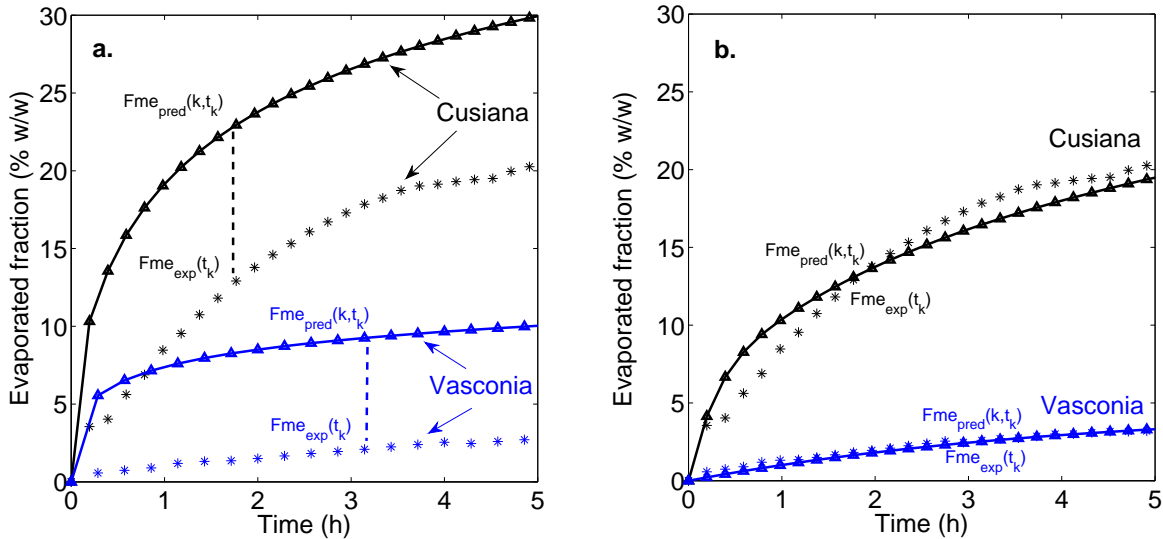 a.
Evaporated fraction (% w/w)
30
25
20
15
10
5
0
Fme_pred(k,t_k)
Cusiana
Fme_exp(t_k)
Fme_pred(k,t_k)
Vasconia
Fme_exp(t_k)
0 1 2 3 4 5
Time (h)
b.
Evaporated fraction (% w/w)
30
25
20
15
10
5
0
Cusiana
Fme_pred(k,t_k)
Fme_exp(t_k)
Vasconia
Fme_pred(k,t_k)
Fme_exp(t_k)
0 1 2 3 4 5
Time (h)